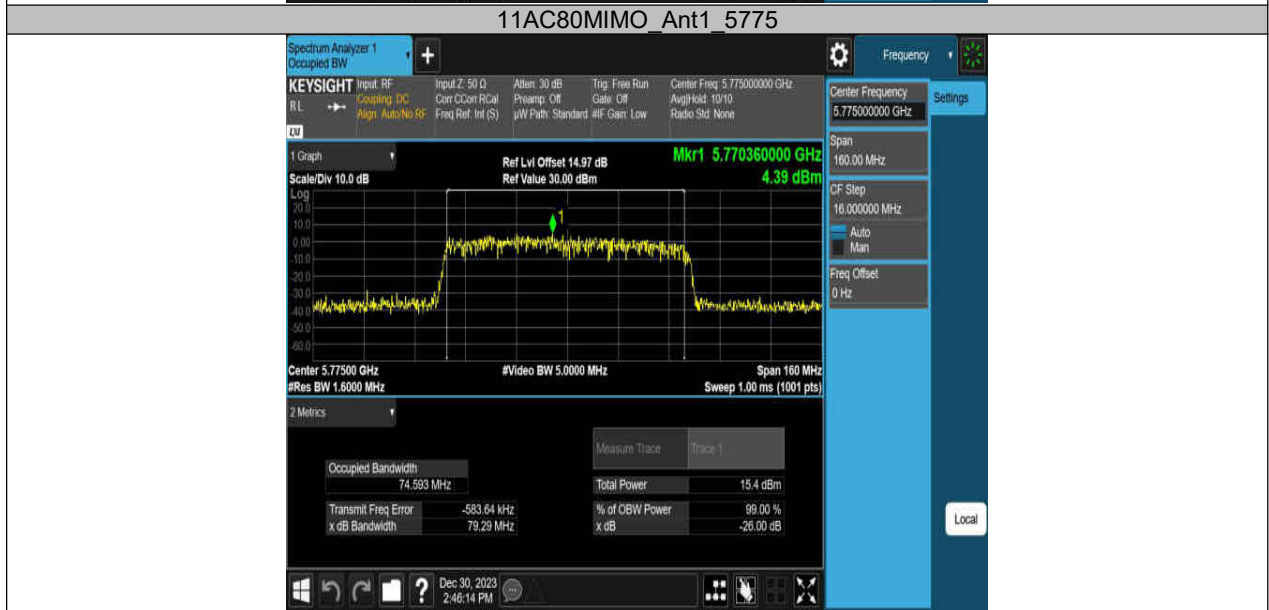 11AC80MIMO_Ant1_5775
Spectrum Analyzer 1
Occupied BW
+
Frequency
KEYSIGHT
RL
LXI
Input: RF
Coupling: DC
Align: Auto/No RF
Input Z: 50 Ω
Corr CCorr RCal
Freq Ref: Int (S)
Atten: 30 dB
Preamp: Off
µW Path: Standard
Trig: Free Run
Gate: Off
#IF Gain: Low
Center Freq: 5.775000000 GHz
Avg|Hold: 10/10
Radio Std: None
Center Frequency
5.775000000 GHz
Settings
Span
160.00 MHz
CF Step
16.000000 MHz
Auto
Man
Freq Offset
0 Hz
Local
1 Graph
Scale/Div 10.0 dB
Ref Lvl Offset 14.97 dB
Ref Value 30.00 dBm
Mkr1 5.770360000 GHz
4.39 dBm
Log
20.0
10.0
0.00
-10.0
-20.0
-30.0
-40.0
-50.0
-60.0
1
Center 5.77500 GHz
#Res BW 1.6000 MHz
#Video BW 5.0000 MHz
Span 160 MHz
Sweep 1.00 ms (1001 pts)
2 Metrics
Measure Trace Trace 1
Occupied Bandwidth
74.593 MHz
Total Power 15.4 dBm
Transmit Freq Error -583.64 kHz
% of OBW Power 99.00 %
x dB Bandwidth 79.29 MHz
x dB -26.00 dB
?
Dec 30, 2023
2:46:14 PM